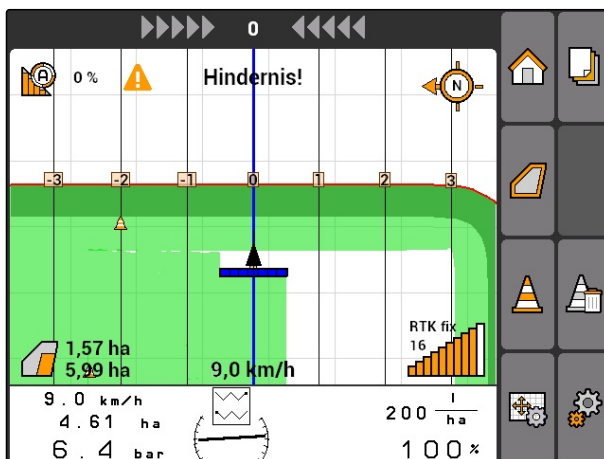 0
A
0 %
Hindernis!
N
-3 -2 -1 0 1 2 3
RTK fix
16
1,57 ha
5,99 ha
9,0 km/h
9.0 km/h
4.61 ha
6.4 bar
200 l/ha
100 %